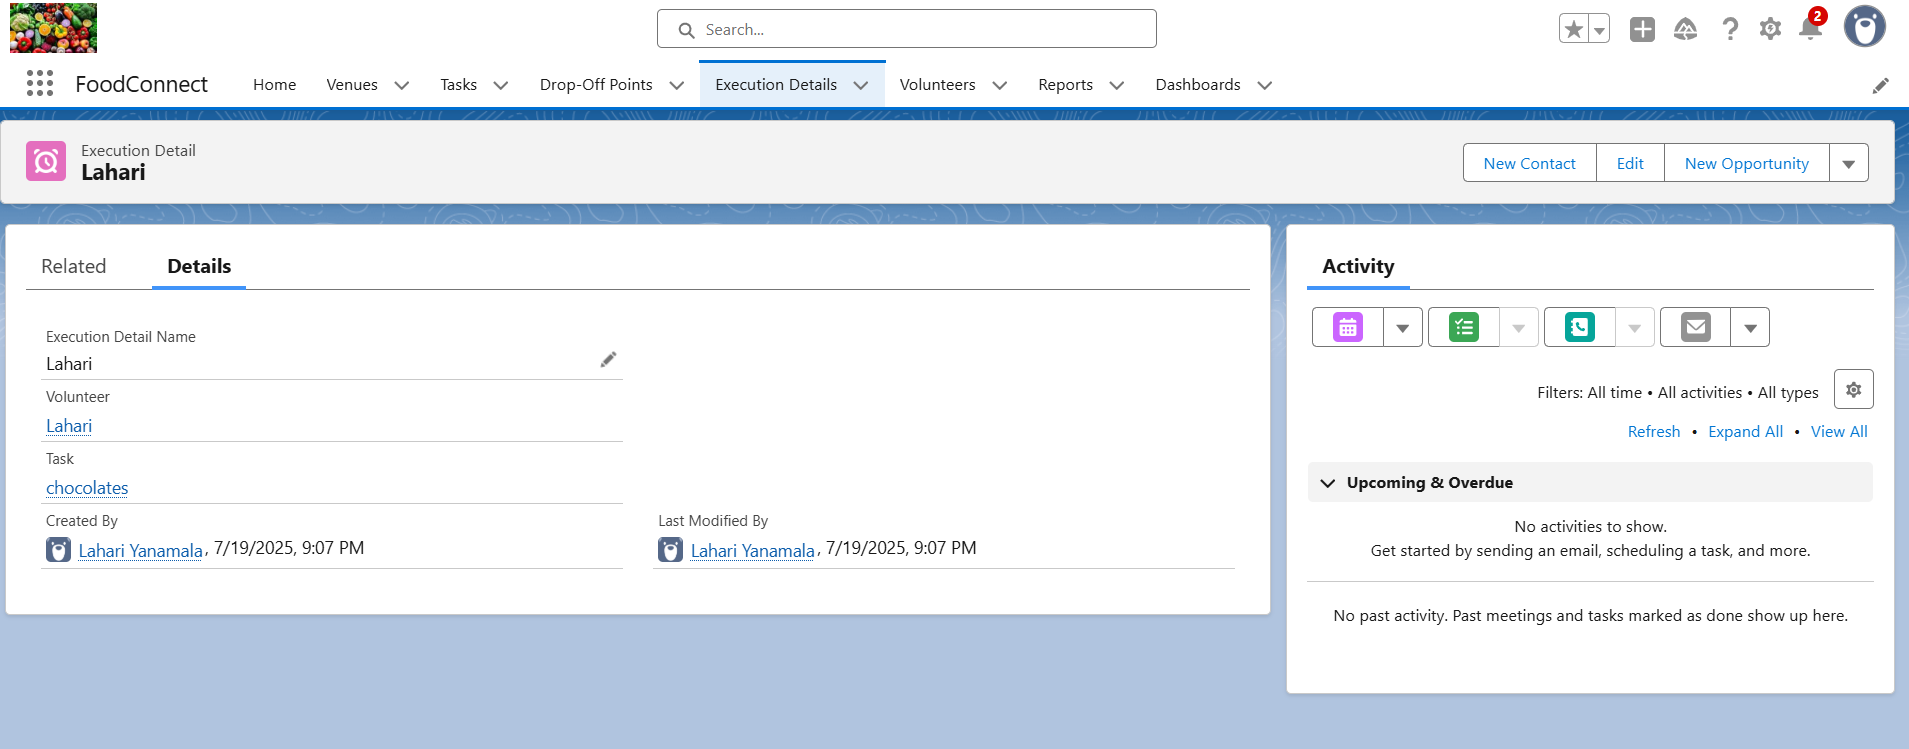 Search...
2
FoodConnect Home Venues Tasks Drop-Off Points Execution Details Volunteers Reports Dashboards
Execution Detail
Lahari
New Contact Edit New Opportunity
Related Details
Execution Detail Name
Lahari
Volunteer
Lahari
Task
chocolates
Created By
Lahari Yanamala, 7/19/2025, 9:07 PM
Last Modified By
Lahari Yanamala, 7/19/2025, 9:07 PM
Activity
Filters: All time • All activities • All types
Refresh • Expand All • View All
Upcoming & Overdue
No activities to show.
Get started by sending an email, scheduling a task, and more.
No past activity. Past meetings and tasks marked as done show up here.